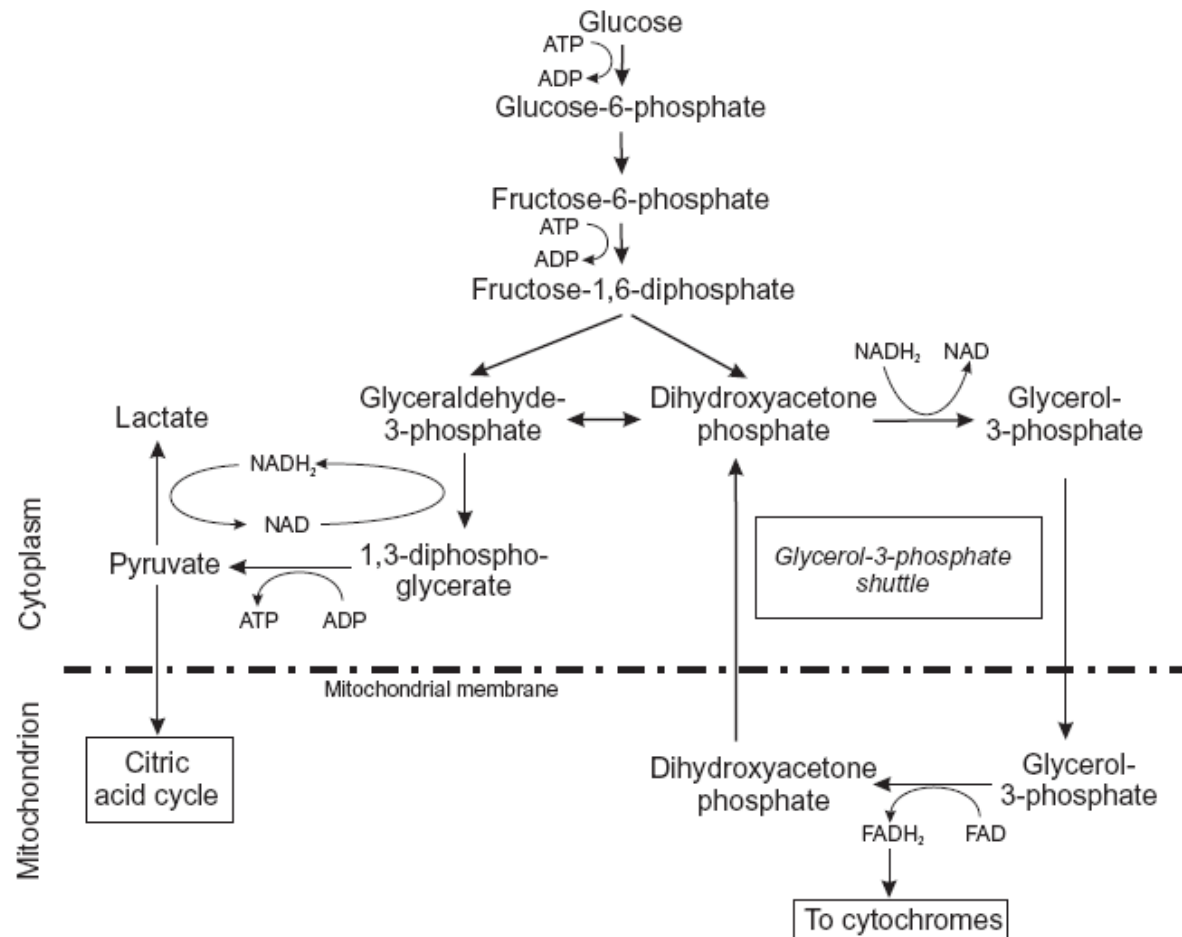 Glucose
ATP
ADP
Glucose-6-phosphate
Fructose-6-phosphate
ATP
ADP
Fructose-1,6-diphosphate
NADH₂ NAD
Lactate
Glyceraldehyde-
3-phosphate
Dihydroxyacetone
phosphate
Glycerol-
3-phosphate
NADH₂
NAD
Pyruvate
1,3-diphospho-
glycerate
ATP ADP
Glycerol-3-phosphate
shuttle
Cytoplasm
Mitochondrial membrane
Mitochondrion
Citric
acid cycle
Dihydroxyacetone
phosphate
Glycerol-
3-phosphate
FADH₂ FAD
To cytochromes